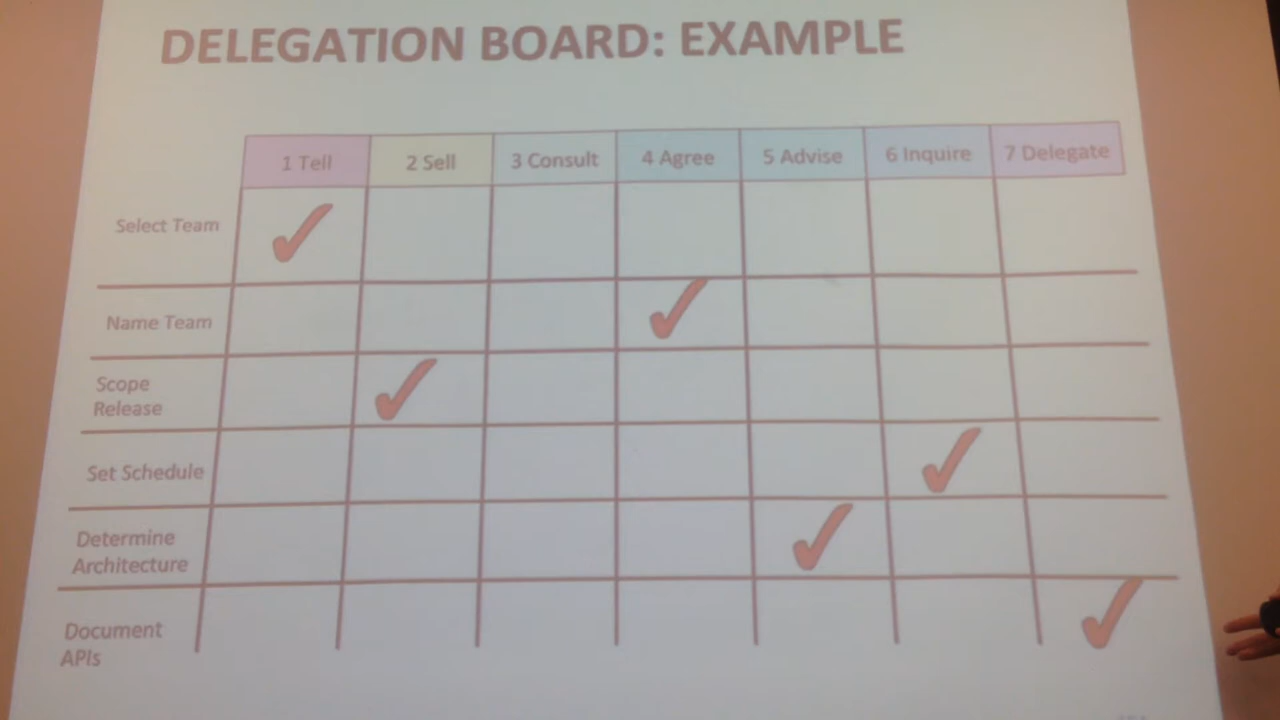 DELEGATION BOARD: EXAMPLE
1 Tell 2 Sell 3 Consult 4 Agree 5 Advise 6 Inquire 7 Delegate
Select Team
Name Team
Scope
Release
Set Schedule
Determine
Architecture
Document
APIs